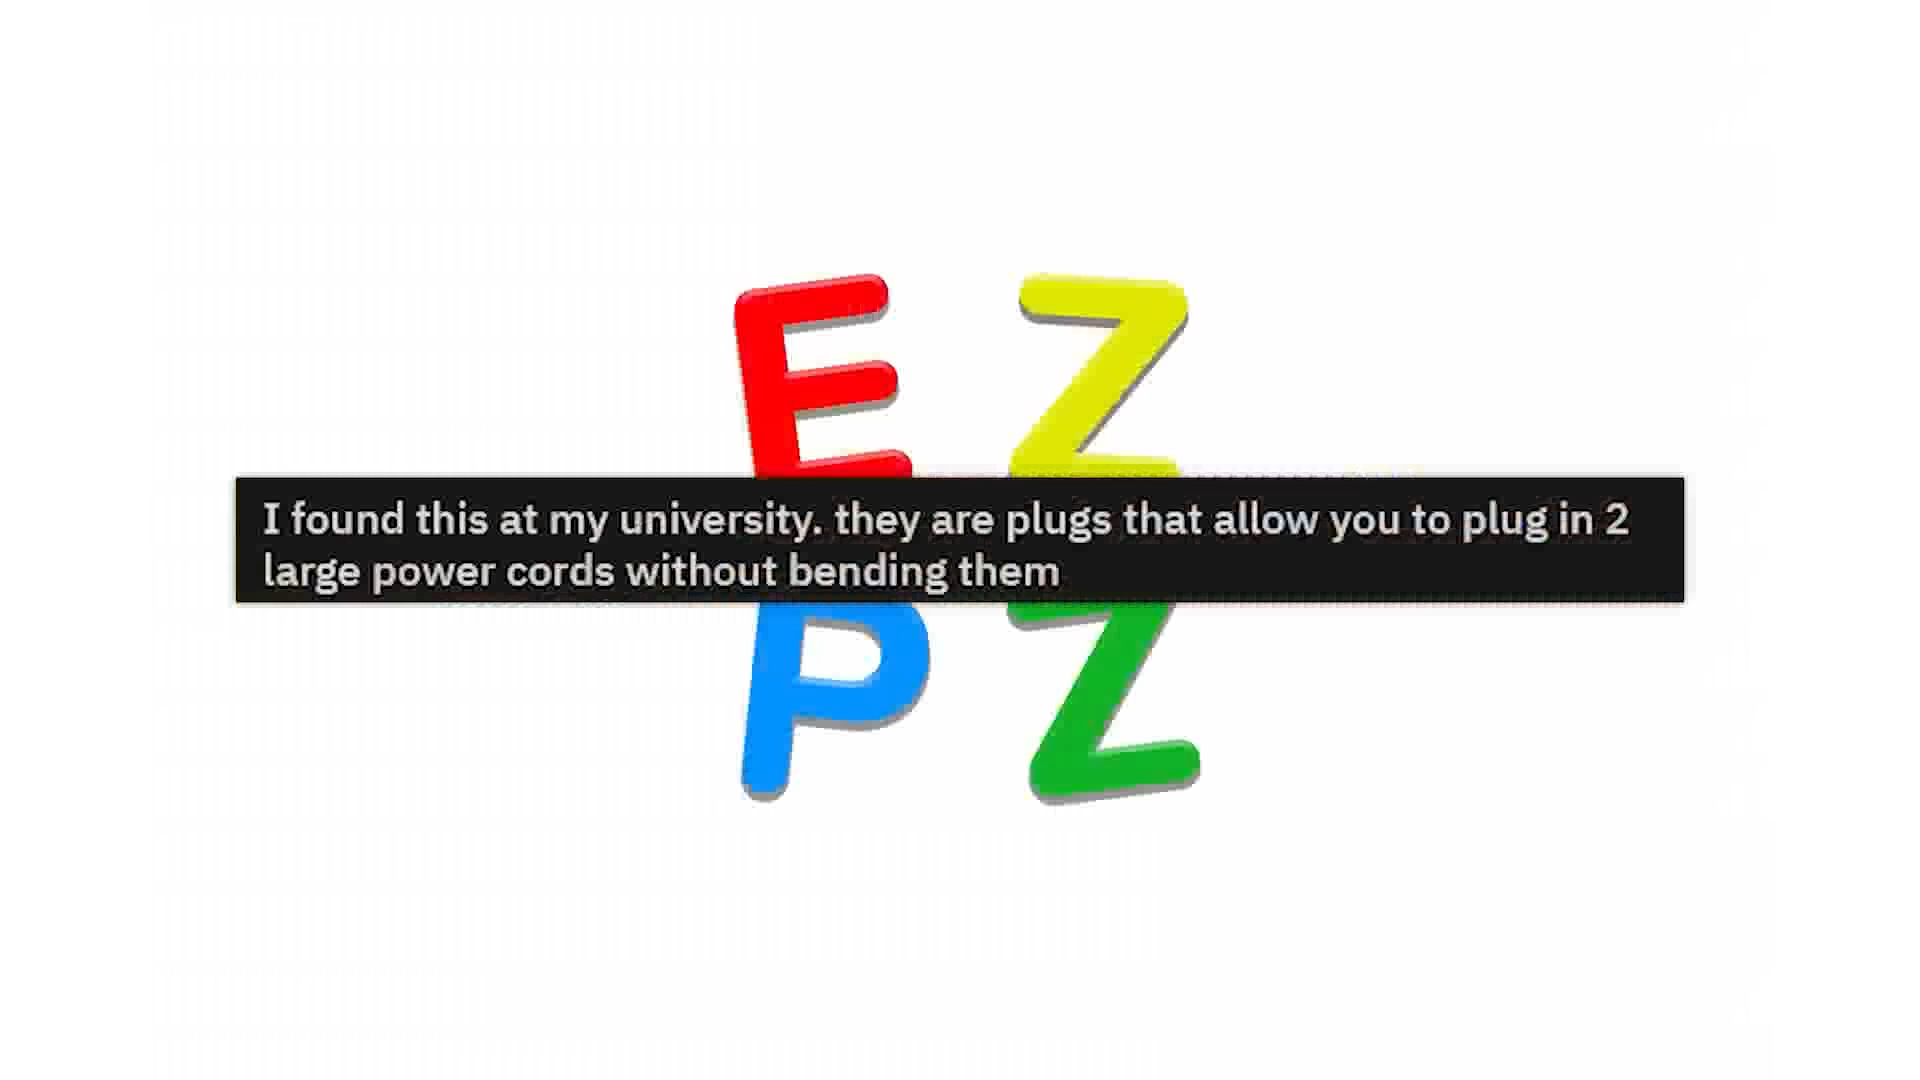 E Z
I found this at my university. they are plugs that allow you to plug in 2
large power cords without bending them
P Z